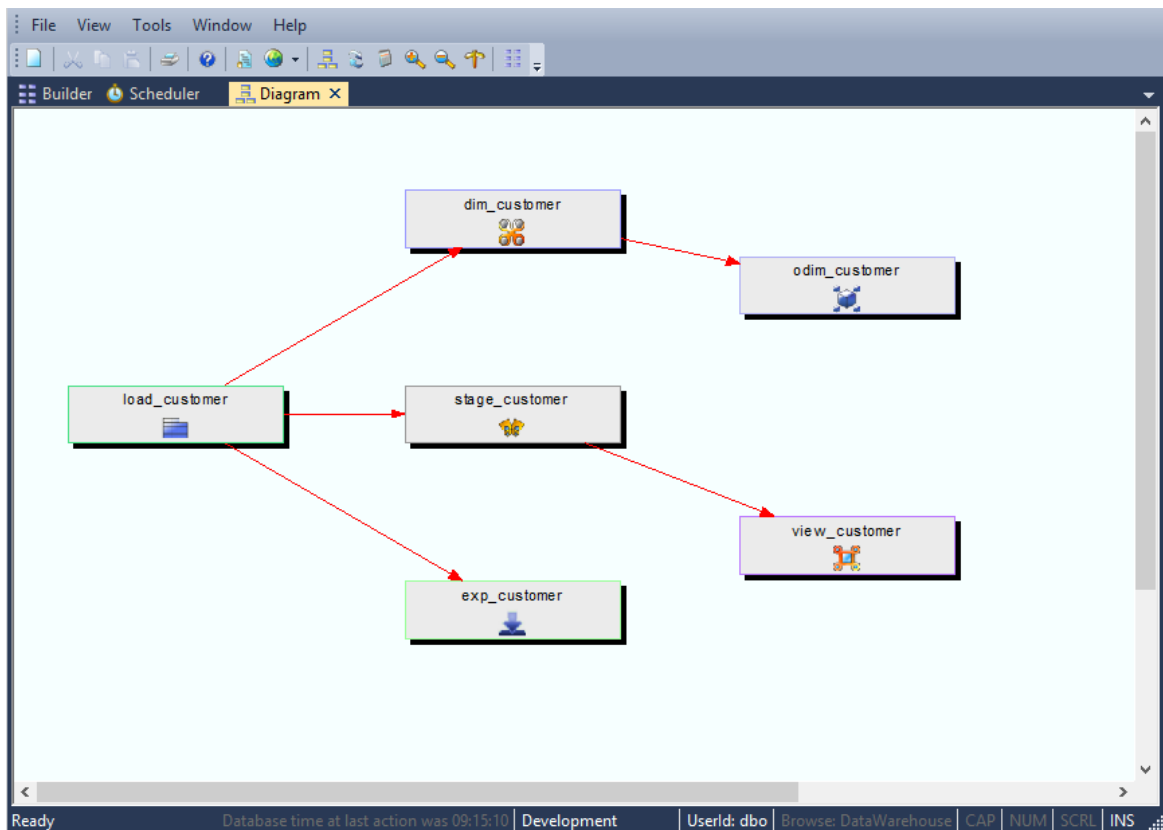 File View Tools Window Help
Builder Scheduler Diagram
dim_customer
odim_customer
load_customer
stage_customer
view_customer
exp_customer
Ready Database time at last action was 09:15:10 Development UserId: dbo Browse: DataWarehouse CAP NUM SCRL INS